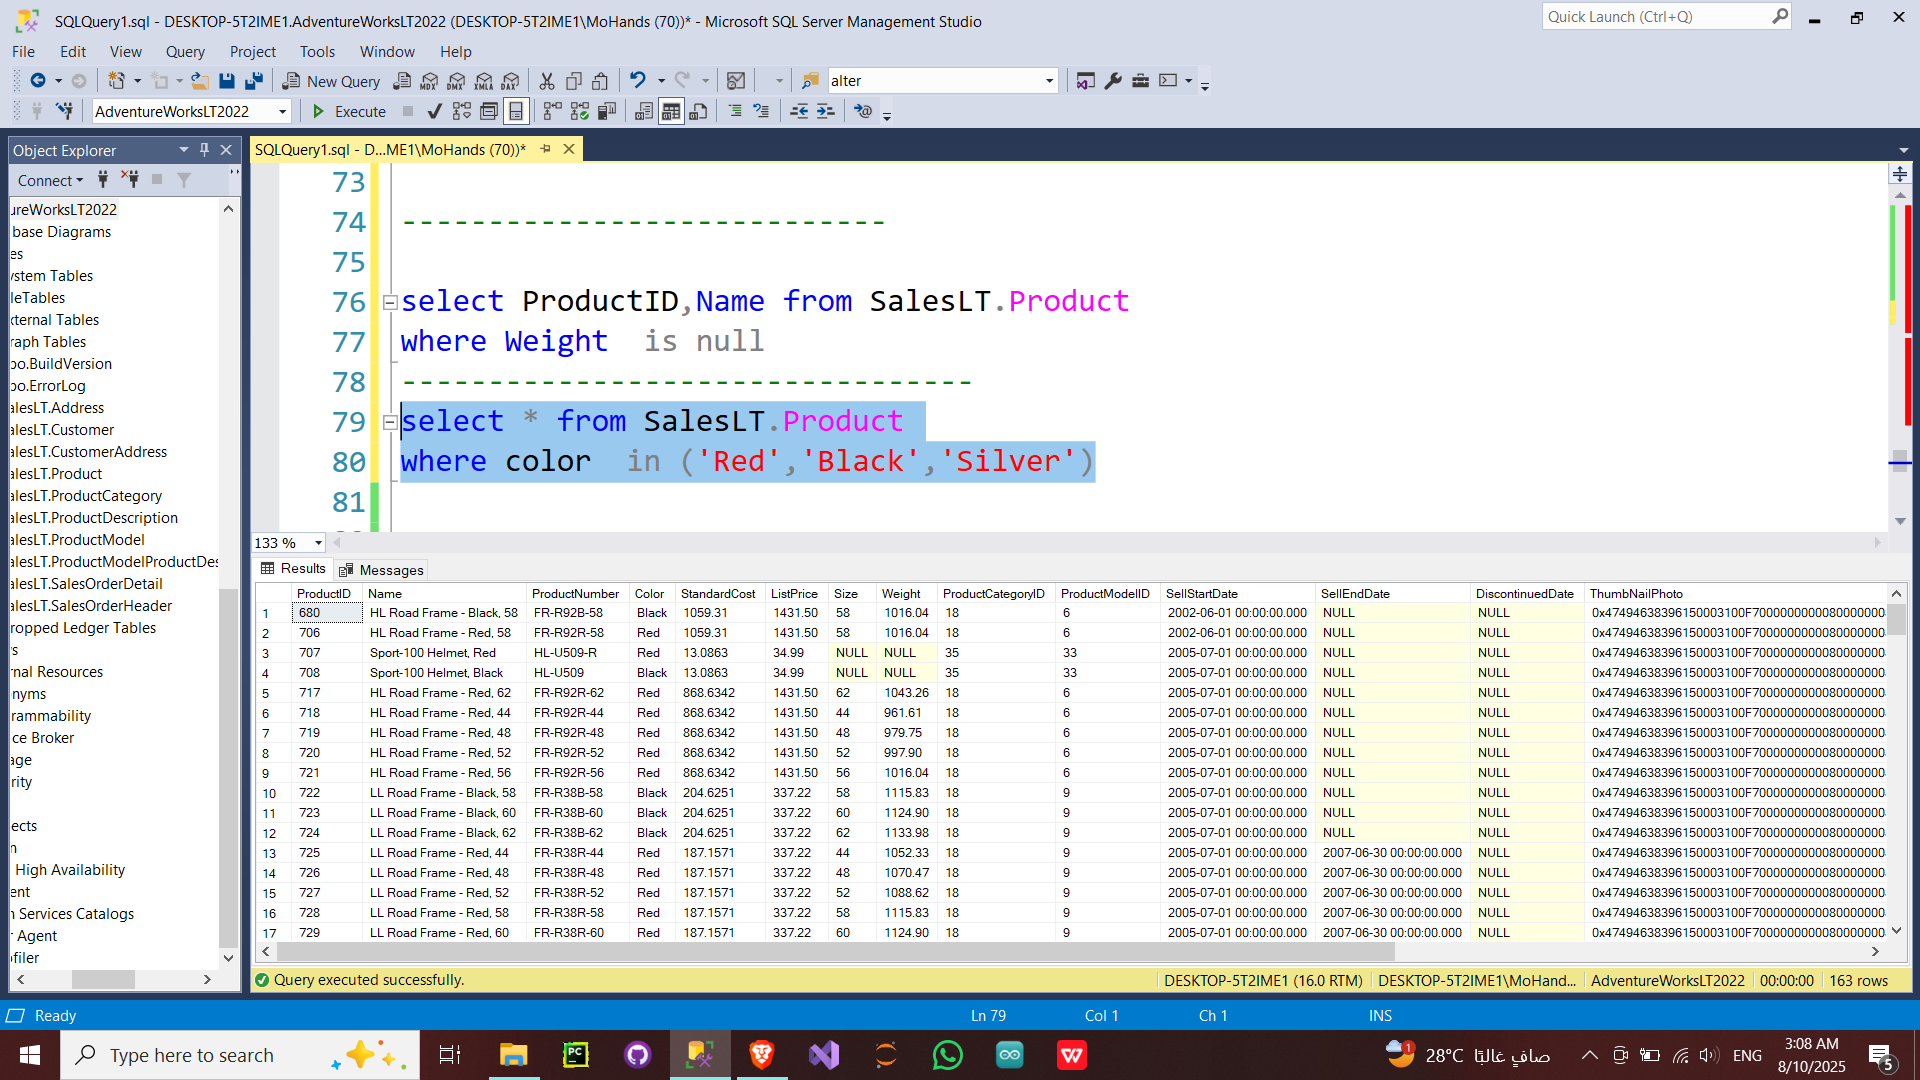 SQLQuery1.sql - DESKTOP-5T2IME1.AdventureWorksLT2022 (DESKTOP-5T2IME1\MoHands (70))* - Microsoft SQL Server Management Studio
Quick Launch (Ctrl+Q)
File Edit View Query Project Tools Window Help
New Query MDX DMX XMLA DAX alter
AdventureWorksLT2022 Execute
Object Explorer
Connect
ureWorksLT2022
base Diagrams
es
ystem Tables
leTables
xternal Tables
raph Tables
bo.BuildVersion
bo.ErrorLog
alesLT.Address
alesLT.Customer
alesLT.CustomerAddress
alesLT.Product
alesLT.ProductCategory
alesLT.ProductDescription
alesLT.ProductModel
alesLT.ProductModelProductDes
alesLT.SalesOrderDetail
alesLT.SalesOrderHeader
ropped Ledger Tables
s
rnal Resources
nyms
rammability
ce Broker
age
rity
ects
n
High Availability
ent
n Services Catalogs
r Agent
filer
SQLQuery1.sql - D...ME1\MoHands (70))*
73
74 ----------------------------
75
76 select ProductID,Name from SalesLT.Product
77 where Weight  is null
78 ---------------------------------
79 select * from SalesLT.Product
80 where color  in ('Red','Black','Silver')
81
133 %
Results Messages
ProductID Name ProductNumber Color StandardCost ListPrice Size Weight ProductCategoryID ProductModelID SellStartDate SellEndDate DiscontinuedDate ThumbNailPhoto
1 680 HL Road Frame - Black, 58 FR-R92B-58 Black 1059.31 1431.50 58 1016.04 18 6 2002-06-01 00:00:00.000 NULL NULL 0x47494638396150003100F70000000000800000008
2 706 HL Road Frame - Red, 58 FR-R92R-58 Red 1059.31 1431.50 58 1016.04 18 6 2002-06-01 00:00:00.000 NULL NULL 0x47494638396150003100F7000000000080000000
3 707 Sport-100 Helmet, Red HL-U509-R Red 13.0863 34.99 NULL NULL 35 33 2005-07-01 00:00:00.000 NULL NULL 0x47494638396150003100F7000000000080000000
4 708 Sport-100 Helmet, Black HL-U509 Black 13.0863 34.99 NULL NULL 35 33 2005-07-01 00:00:00.000 NULL NULL 0x47494638396150003100F7000000000080000000
5 717 HL Road Frame - Red, 62 FR-R92R-62 Red 868.6342 1431.50 62 1043.26 18 6 2005-07-01 00:00:00.000 NULL NULL 0x47494638396150003100F7000000000080000000
6 718 HL Road Frame - Red, 44 FR-R92R-44 Red 868.6342 1431.50 44 961.61 18 6 2005-07-01 00:00:00.000 NULL NULL 0x47494638396150003100F7000000000080000000
7 719 HL Road Frame - Red, 48 FR-R92R-48 Red 868.6342 1431.50 48 979.75 18 6 2005-07-01 00:00:00.000 NULL NULL 0x47494638396150003100F7000000000080000000
8 720 HL Road Frame - Red, 52 FR-R92R-52 Red 868.6342 1431.50 52 997.90 18 6 2005-07-01 00:00:00.000 NULL NULL 0x47494638396150003100F7000000000080000000
9 721 HL Road Frame - Red, 56 FR-R92R-56 Red 868.6342 1431.50 56 1016.04 18 6 2005-07-01 00:00:00.000 NULL NULL 0x47494638396150003100F7000000000080000000
10 722 LL Road Frame - Black, 58 FR-R38B-58 Black 204.6251 337.22 58 1115.83 18 9 2005-07-01 00:00:00.000 NULL NULL 0x47494638396150003100F7000000000080000000
11 723 LL Road Frame - Black, 60 FR-R38B-60 Black 204.6251 337.22 60 1124.90 18 9 2005-07-01 00:00:00.000 NULL NULL 0x47494638396150003100F7000000000080000000
12 724 LL Road Frame - Black, 62 FR-R38B-62 Black 204.6251 337.22 62 1133.98 18 9 2005-07-01 00:00:00.000 NULL NULL 0x47494638396150003100F7000000000080000000
13 725 LL Road Frame - Red, 44 FR-R38R-44 Red 187.1571 337.22 44 1052.33 18 9 2005-07-01 00:00:00.000 2007-06-30 00:00:00.000 NULL 0x47494638396150003100F7000000000080000000
14 726 LL Road Frame - Red, 48 FR-R38R-48 Red 187.1571 337.22 48 1070.47 18 9 2005-07-01 00:00:00.000 2007-06-30 00:00:00.000 NULL 0x47494638396150003100F7000000000080000000
15 727 LL Road Frame - Red, 52 FR-R38R-52 Red 187.1571 337.22 52 1088.62 18 9 2005-07-01 00:00:00.000 2007-06-30 00:00:00.000 NULL 0x47494638396150003100F7000000000080000000
16 728 LL Road Frame - Red, 58 FR-R38R-58 Red 187.1571 337.22 58 1115.83 18 9 2005-07-01 00:00:00.000 2007-06-30 00:00:00.000 NULL 0x47494638396150003100F7000000000080000000
17 729 LL Road Frame - Red, 60 FR-R38R-60 Red 187.1571 337.22 60 1124.90 18 9 2005-07-01 00:00:00.000 2007-06-30 00:00:00.000 NULL 0x47494638396150003100F7000000000080000000
Query executed successfully. DESKTOP-5T2IME1 (16.0 RTM) DESKTOP-5T2IME1\MoHand... AdventureWorksLT2022 00:00:00 163 rows
Ready Ln 79 Col 1 Ch 1 INS
Type here to search PC 1 28°C صافٍ غالبًا ENG 3:08 AM
8/10/2025 5